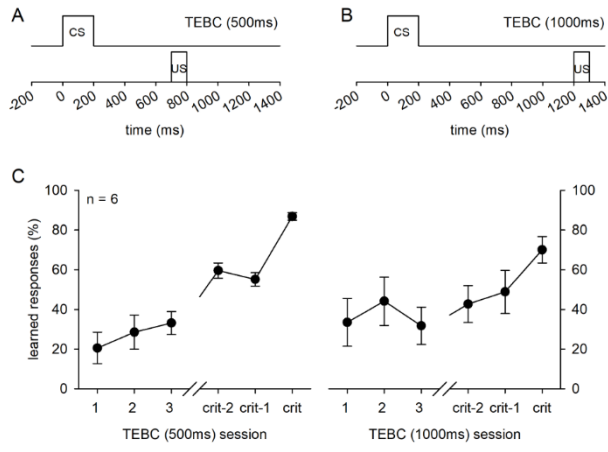 A
TEBC (500ms)
CS
US
-200 0 200 400 600 800 1000 1200 1400
time (ms)
B
TEBC (1000ms)
CS
US
-200 0 200 400 600 800 1000 1200 1400
time (ms)
C
n = 6
learned responses (%)
100
80
60
40
20
0
1 2 3 crit-2 crit-1 crit
TEBC (500ms) session
1 2 3 crit-2 crit-1 crit
TEBC (1000ms) session
100
80
60
40
20
0